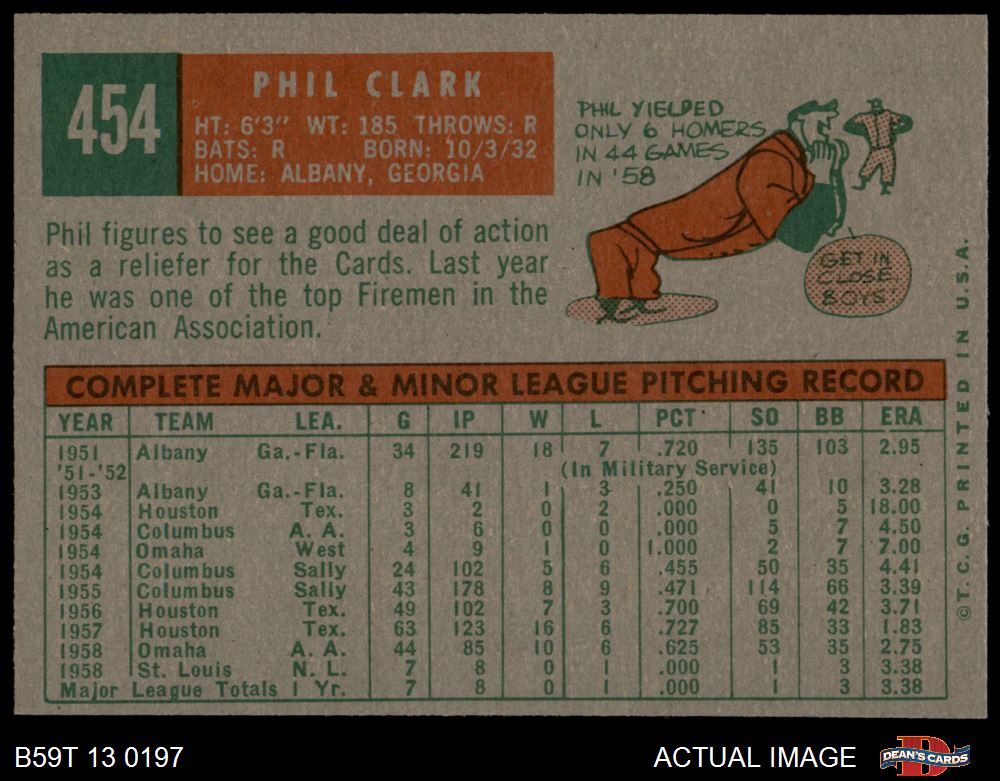 454
PHIL CLARK
HT: 6'3" WT: 185 THROWS: R
BATS: R BORN: 10/3/32
HOME: ALBANY, GEORGIA
PHIL YIELDED
ONLY 6 HOMERS
IN 44 GAMES
IN '58
GET IN
CLOSE
BOYS
Phil figures to see a good deal of action
as a reliefer for the Cards. Last year
he was one of the top Firemen in the
American Association.
COMPLETE MAJOR & MINOR LEAGUE PITCHING RECORD
YEAR TEAM LEA. G IP W L PCT SO BB ERA
1951 Albany Ga.-Fla. 34 219 18 7 .720 135 103 2.95
'51-'52 (In Military Service)
1953 Albany Ga.-Fla. 8 41 1 3 .250 41 10 3.28
1954 Houston Tex. 3 2 0 2 .000 0 5 18.00
1954 Columbus A. A. 3 6 0 0 .000 5 7 4.50
1954 Omaha West 4 9 1 0 1.000 2 7 7.00
1954 Columbus Sally 24 102 5 6 .455 50 35 4.41
1955 Columbus Sally 43 178 8 9 .471 114 66 3.39
1956 Houston Tex. 49 102 7 3 .700 69 42 3.71
1957 Houston Tex. 63 123 16 6 .727 85 33 1.83
1958 Omaha A. A. 44 85 10 6 .625 53 35 2.75
1958 St. Louis N. L. 7 8 0 1 .000 1 3 3.38
Major League Totals 1 Yr. 7 8 0 1 .000 1 3 3.38
©T.C.G. PRINTED IN U.S.A.
B59T 13 0197
ACTUAL IMAGE
D
DEAN'S CARDS